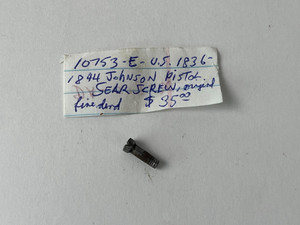 10753-E-U.S. 1836-
1844 Johnson Pistol
Sear Screw, original
fine cond $35.00